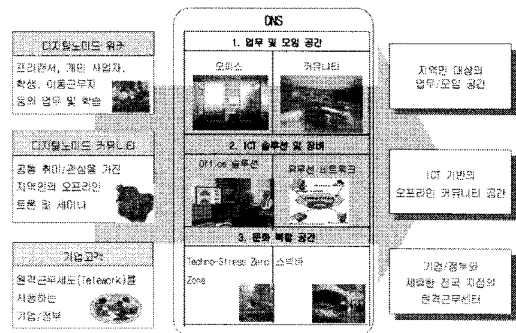 DNS
디지털노마드 워커
프리랜서, 개인 사업자,
학생, 이동근무자
등의 업무 및 학습
디지털노마드 커뮤니티
공통 취미/관심을 가진
지역민의 오프라인
토론 및 세미나
기업고객
원격근무제도(Telework)를
시행하는
기업/정부
1. 업무 및 모임 공간
오피스
커뮤니티
2. ICT 솔루션 및 장비
Office 솔루션
유무선 네트워크
3. 문화 복합 공간
Techno-Stress Zero
Zone
스낵바
지역민 대상의
업무/모임 공간
ICT 기반의
오프라인 커뮤니티 공간
기업/정부와
제휴한 전국 지점의
원격근무센터